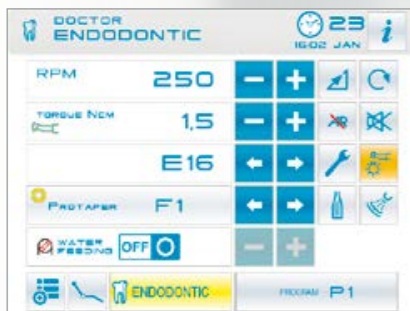 DOCTOR
ENDODONTIC
23
16:02 JAN
i
RPM 250
TORQUE NCM 1,5
E16
PROTAPER F1
WATER FEEDING OFF
ENDODONTIC
PROGRAM P1